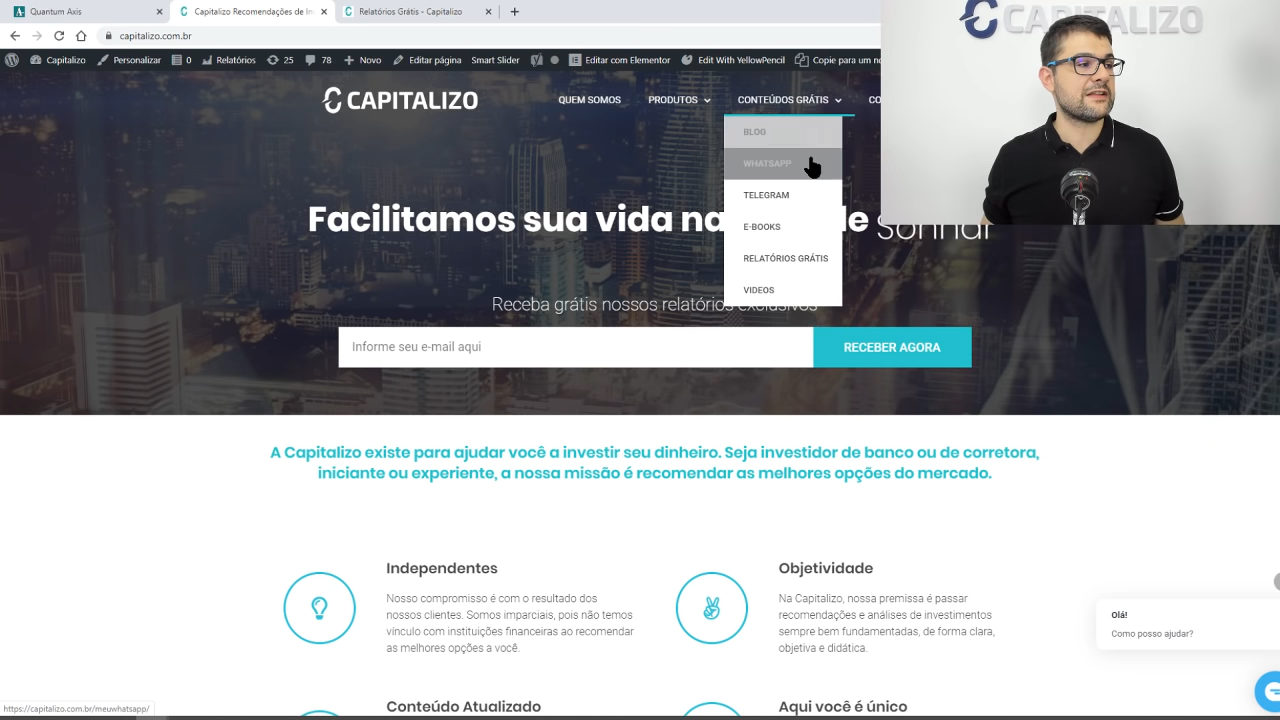 Quantum Axis
Capitalizo Recomendações de In
Relatórios Grátis - Capitalizo
capitalizo.com.br
Capitalizo
Personalizar
0
Relatórios
25
78
Novo
Editar página
Smart Slider
Editar com Elementor
Edit With YellowPencil
Copie para um no
CAPITALIZO
CAPITALIZO
QUEM SOMOS
PRODUTOS
CONTEÚDOS GRÁTIS
CO
BLOG
WHATSAPP
TELEGRAM
E-BOOKS
RELATÓRIOS GRÁTIS
VIDEOS
Facilitamos sua vida na de sonhar
Receba grátis nossos relatórios exclusivos
Informe seu e-mail aqui
RECEBER AGORA
A Capitalizo existe para ajudar você a investir seu dinheiro. Seja investidor de banco ou de corretora,
iniciante ou experiente, a nossa missão é recomendar as melhores opções do mercado.
Independentes
Nosso compromisso é com o resultado dos
nossos clientes. Somos imparciais, pois não temos
vínculo com instituições financeiras ao recomendar
as melhores opções a você.
Objetividade
Na Capitalizo, nossa premissa é passar
recomendações e análises de investimentos
sempre bem fundamentadas, de forma clara,
objetiva e didática.
Olá!
Como posso ajudar?
Conteúdo Atualizado
Aqui você é único
https://capitalizo.com.br/meuwhatsapp/